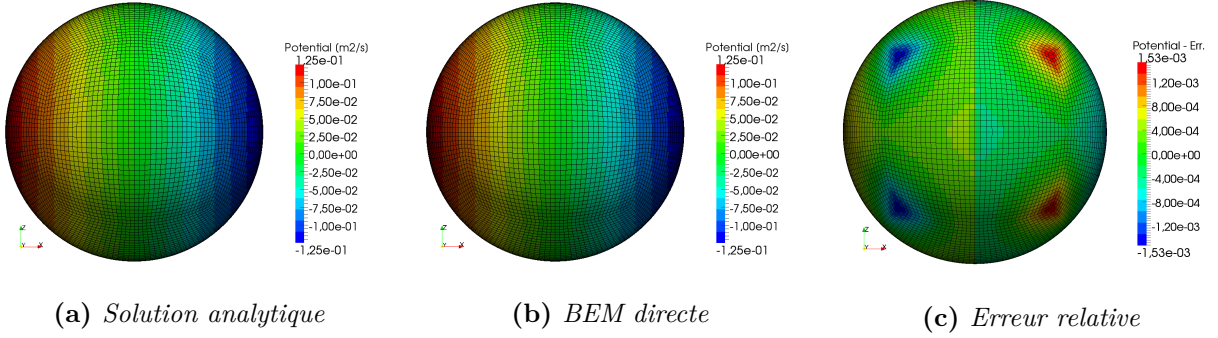 Potential (m2/s)
1,25e-01
1,00e-01
7,50e-02
5,00e-02
2,50e-02
0,00e+00
-2,50e-02
-5,00e-02
-7,50e-02
-1,00e-01
-1,25e-01
Z
Y X
(a) Solution analytique
Potential (m2/s)
1,25e-01
1,00e-01
7,50e-02
5,00e-02
2,50e-02
0,00e+00
-2,50e-02
-5,00e-02
-7,50e-02
-1,00e-01
-1,25e-01
Z
Y X
(b) BEM directe
Potential - Err.
1,53e-03
1,20e-03
8,00e-04
4,00e-04
0,00e+00
-4,00e-04
-8,00e-04
-1,20e-03
-1,53e-03
Z
Y X
(c) Erreur relative